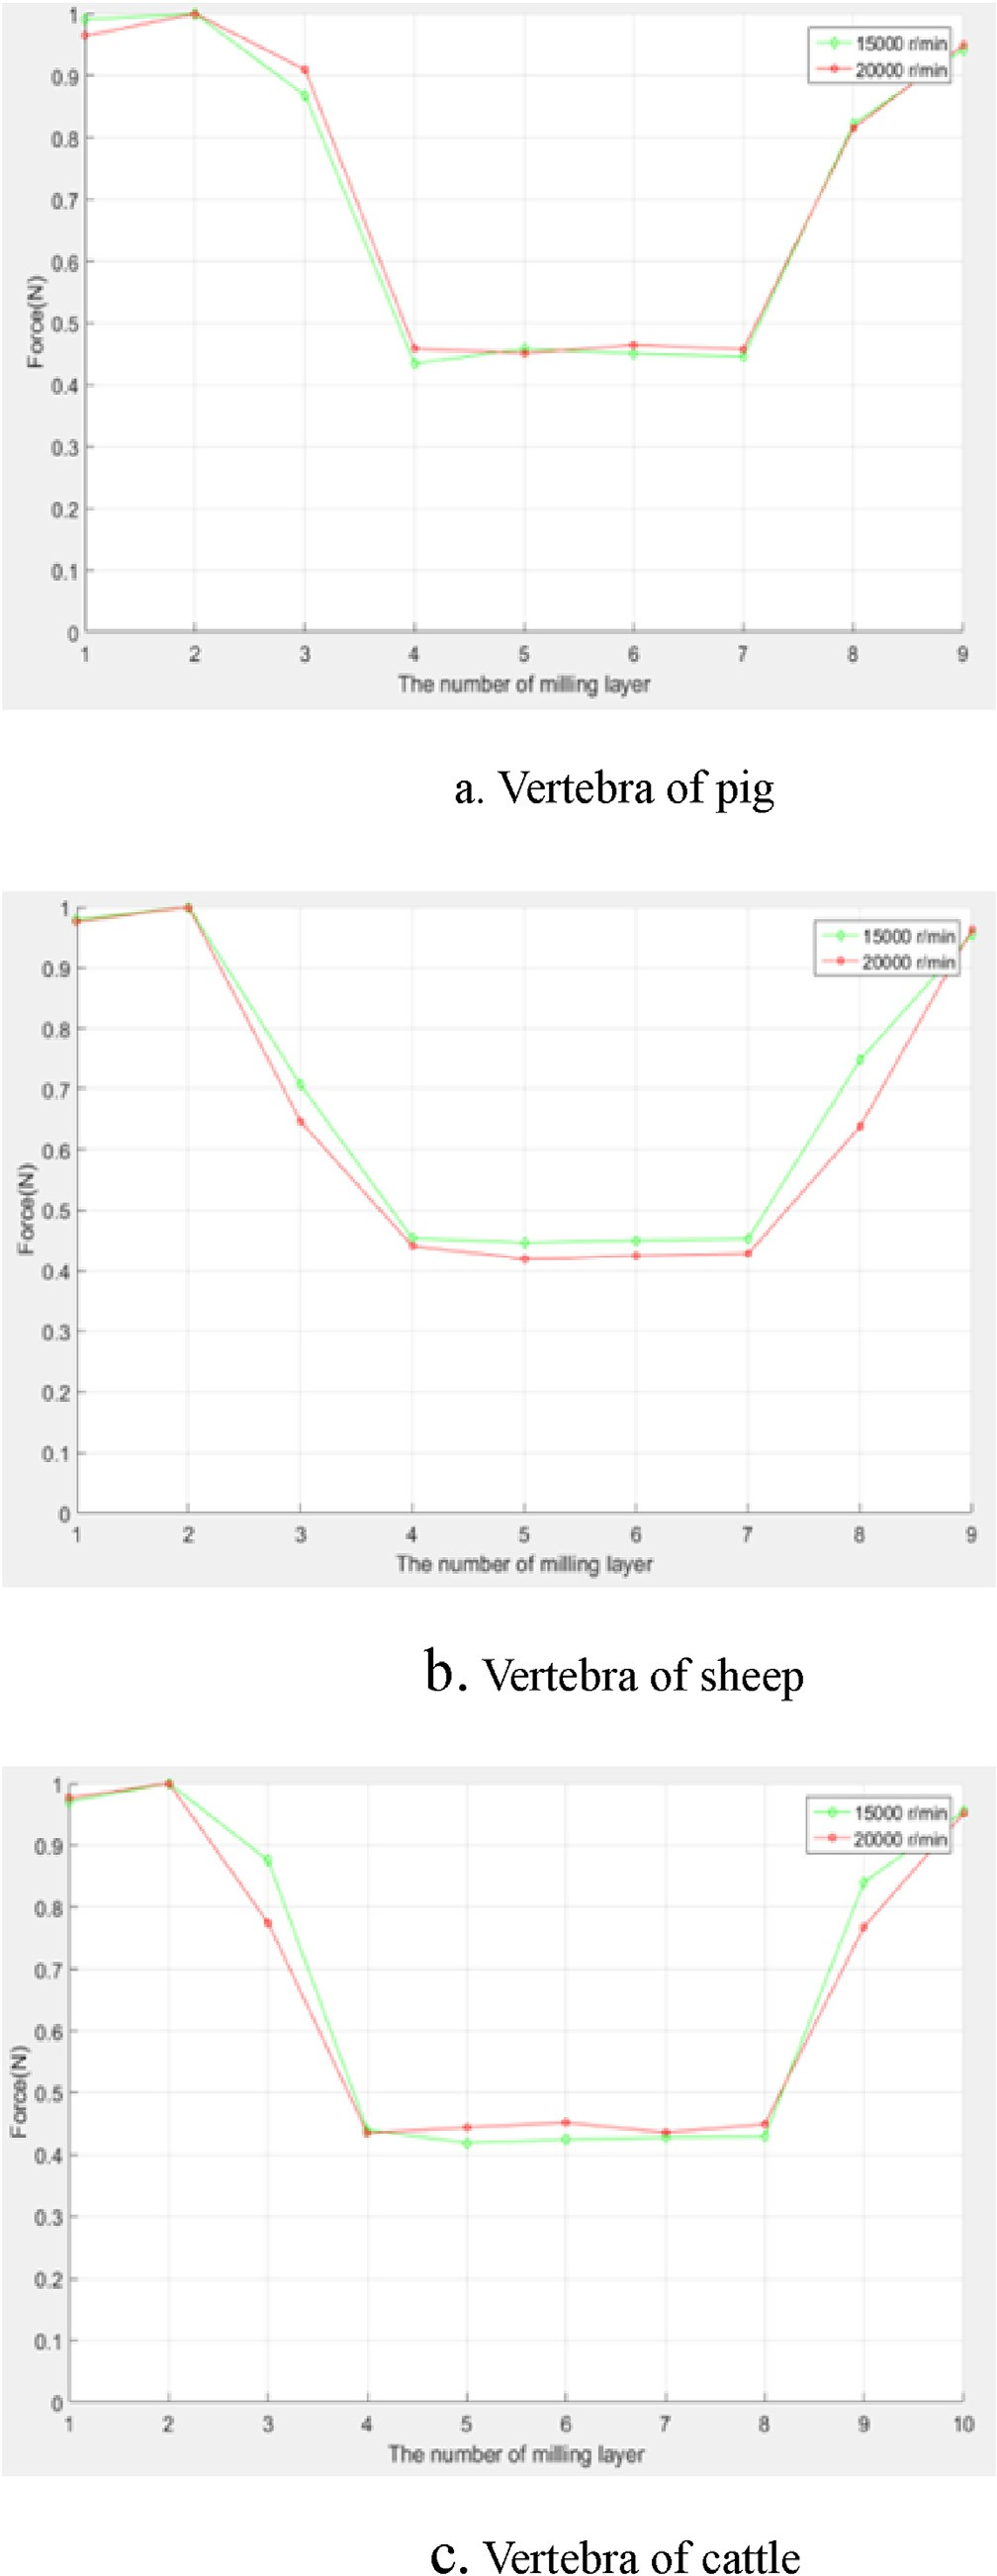 1
0.9
0.8
0.7
0.6
0.5
0.4
0.3
0.2
0.1
0
Force(N)
15000 r/min
20000 r/min
1 2 3 4 5 6 7 8 9
The number of milling layer
a. Vertebra of pig
1
0.9
0.8
0.7
0.6
0.5
0.4
0.3
0.2
0.1
0
Force(N)
15000 r/min
20000 r/min
1 2 3 4 5 6 7 8 9
The number of milling layer
b. Vertebra of sheep
1
0.9
0.8
0.7
0.6
0.5
0.4
0.3
0.2
0.1
0
Force(N)
15000 r/min
20000 r/min
1 2 3 4 5 6 7 8 9 10
The number of milling layer
c. Vertebra of cattle